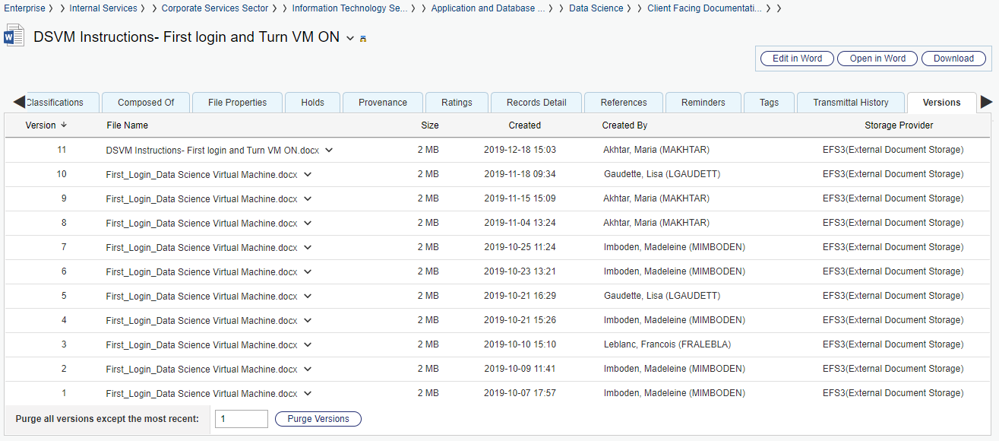 Enterprise > > Internal Services > > Corporate Services Sector > > Information Technology Se... > > Application and Database ... > > Data Science > > Client Facing Documentati... > >
DSVM Instructions- First login and Turn VM ON
Edit in Word Open in Word Download
Classifications Composed Of File Properties Holds Provenance Ratings Records Detail References Reminders Tags Transmittal History Versions
Version ↓ File Name Size Created Created By Storage Provider
11 DSVM Instructions- First login and Turn VM ON.docx 2 MB 2019-12-18 15:03 Akhtar, Maria (MAKHTAR) EFS3(External Document Storage)
10 First_Login_Data Science Virtual Machine.docx 2 MB 2019-11-18 09:34 Gaudette, Lisa (LGAUDETT) EFS3(External Document Storage)
9 First_Login_Data Science Virtual Machine.docx 2 MB 2019-11-15 15:09 Akhtar, Maria (MAKHTAR) EFS3(External Document Storage)
8 First_Login_Data Science Virtual Machine.docx 2 MB 2019-11-04 13:24 Akhtar, Maria (MAKHTAR) EFS3(External Document Storage)
7 First_Login_Data Science Virtual Machine.docx 2 MB 2019-10-25 11:24 Imboden, Madeleine (MIMBODEN) EFS3(External Document Storage)
6 First_Login_Data Science Virtual Machine.docx 2 MB 2019-10-23 13:21 Imboden, Madeleine (MIMBODEN) EFS3(External Document Storage)
5 First_Login_Data Science Virtual Machine.docx 2 MB 2019-10-21 16:29 Gaudette, Lisa (LGAUDETT) EFS3(External Document Storage)
4 First_Login_Data Science Virtual Machine.docx 2 MB 2019-10-21 15:26 Imboden, Madeleine (MIMBODEN) EFS3(External Document Storage)
3 First_Login_Data Science Virtual Machine.docx 2 MB 2019-10-10 15:10 Leblanc, Francois (FRALEBLA) EFS3(External Document Storage)
2 First_Login_Data Science Virtual Machine.docx 2 MB 2019-10-09 11:41 Imboden, Madeleine (MIMBODEN) EFS3(External Document Storage)
1 First_Login_Data Science Virtual Machine.docx 2 MB 2019-10-07 17:57 Imboden, Madeleine (MIMBODEN) EFS3(External Document Storage)
Purge all versions except the most recent: 1 Purge Versions